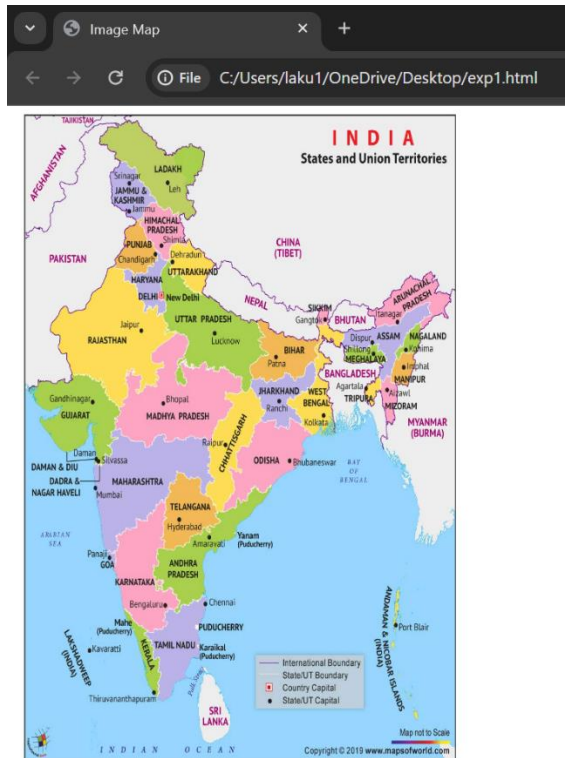 Image Map
File C:/Users/laku1/OneDrive/Desktop/exp1.html
TAJIKISTAN
INDIA
States and Union Territories
AFGHANISTAN
LADAKH
Srinagar
Leh
JAMMU &
KASHMIR
Jammu
HIMACHAL
PRADESH
Shimla
PUNJAB
Chandigarh
Dehradun
UTTARAKHAND
PAKISTAN
CHINA
(TIBET)
HARYANA
DELHI
New Delhi
NEPAL
SIKKIM
Gangtok
BHUTAN
ARUNACHAL
PRADESH
Itanagar
Jaipur
RAJASTHAN
UTTAR PRADESH
Lucknow
BIHAR
Patna
Dispur
ASSAM
NAGALAND
Shillong
Kohima
MEGHALAYA
Imphal
MANIPUR
BANGLADESH
Agartala
TRIPURA
Aizawl
MIZORAM
MYANMAR
(BURMA)
Gandhinagar
GUJARAT
Bhopal
MADHYA PRADESH
JHARKHAND
Ranchi
WEST
BENGAL
Kolkata
Raipur
CHHATTISGARH
Daman
Silvassa
DAMAN & DIU
DADRA &
NAGAR HAVELI
MAHARASHTRA
Mumbai
ODISHA
Bhubaneswar
BAY
OF
BENGAL
TELANGANA
Hyderabad
Yanam
(Puducherry)
Amaravati
ARABIAN
SEA
Panaji
GOA
KARNATAKA
ANDHRA
PRADESH
Bengaluru
Chennai
Mahe
(Puducherry)
PUDUCHERRY
TAMIL NADU
Karaikal
(Puducherry)
KERALA
LAKSHADWEEP
(INDIA)
Kavaratti
Thiruvananthapuram
SRI
LANKA
ANDAMAN & NICOBAR ISLANDS
(INDIA)
Port Blair
International Boundary
State/UT Boundary
Country Capital
State/UT Capital
Map not to Scale
INDIAN OCEAN
Copyright © 2019 www.mapsofworld.com